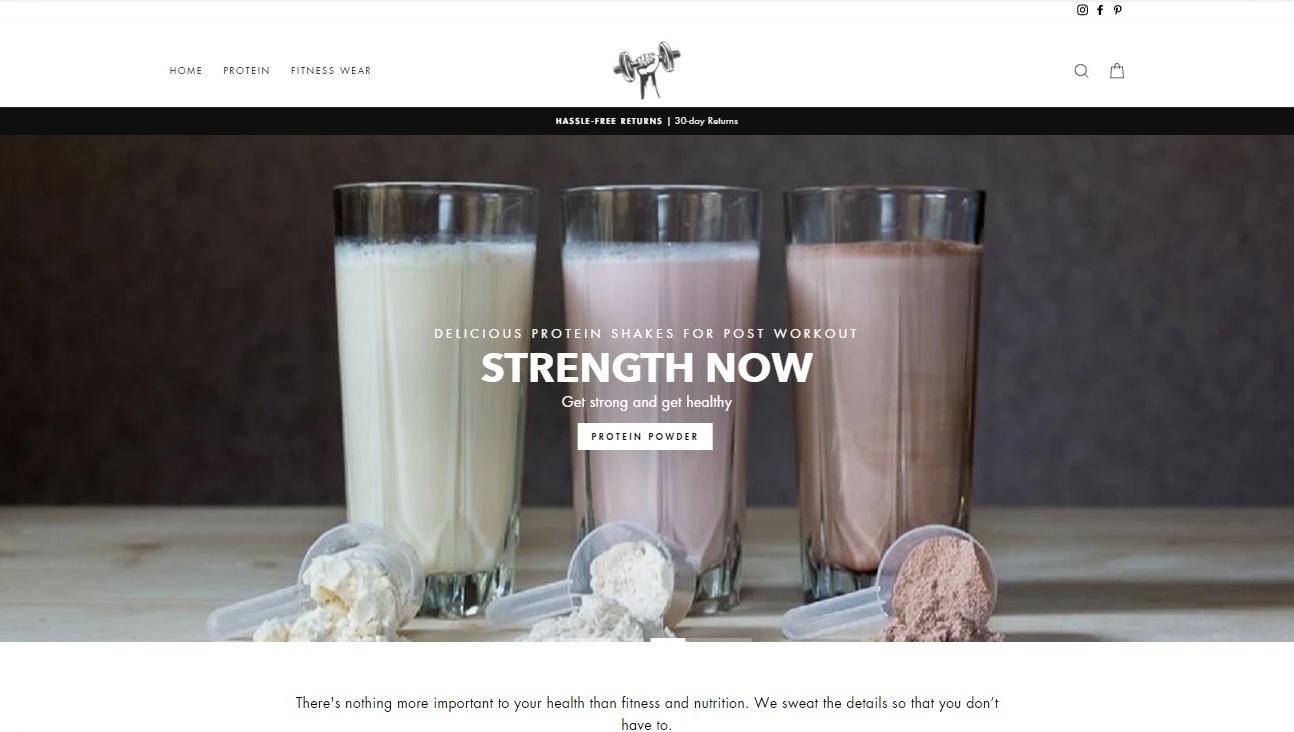 HOME PROTEIN FITNESS WEAR
HASSLE-FREE RETURNS | 30-day Returns
DELICIOUS PROTEIN SHAKES FOR POST WORKOUT
STRENGTH NOW
Get strong and get healthy
PROTEIN POWDER
There's nothing more important to your health than fitness and nutrition. We sweat the details so that you don’t
have to.